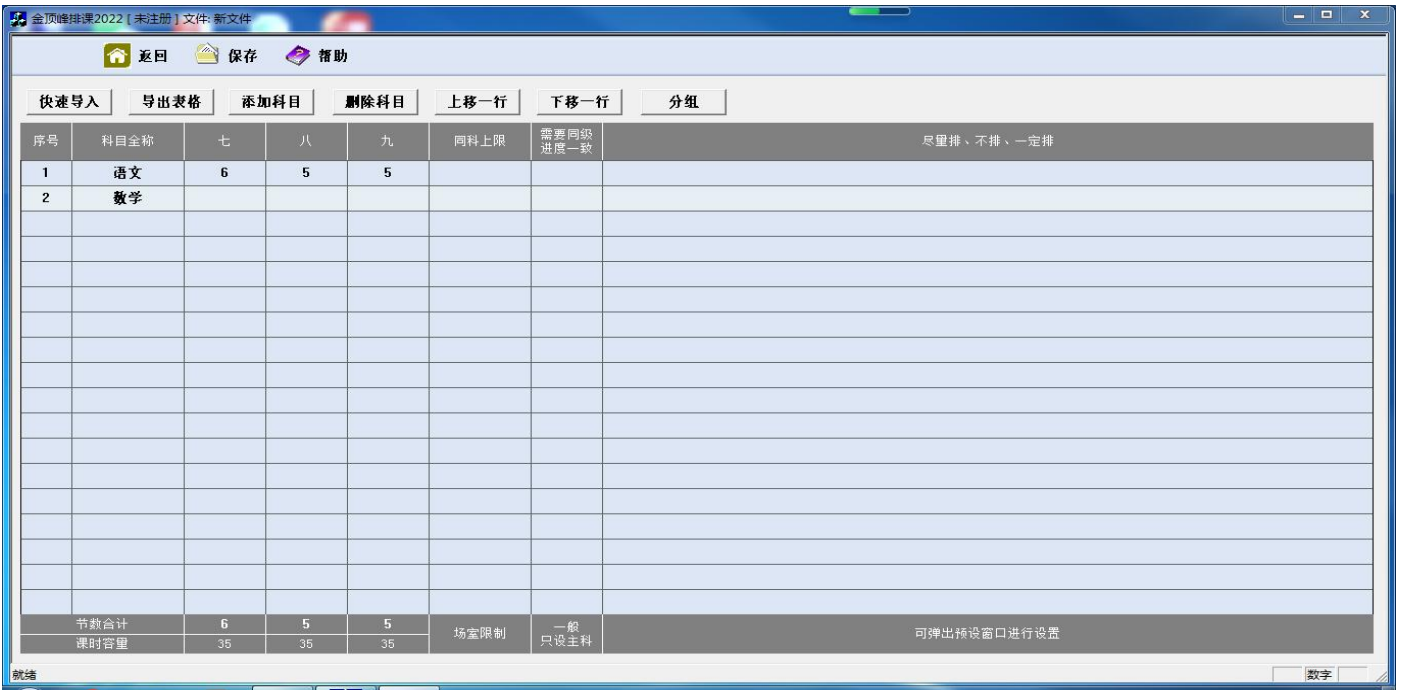 金顶峰排课2022 [ 未注册 ] 文件: 新文件
返回 保存 帮助
快速导入 导出表格 添加科目 删除科目 上移一行 下移一行 分组
序号 科目全称 七 八 九 同科上限 需要同级 尽量排、不排、一定排
进度一致
1 语文 6 5 5
2 数学
节数合计 6 5 5 场室限制 一般 可弹出预设窗口进行设置
课时容量 35 35 35 只设主科
就绪 数字